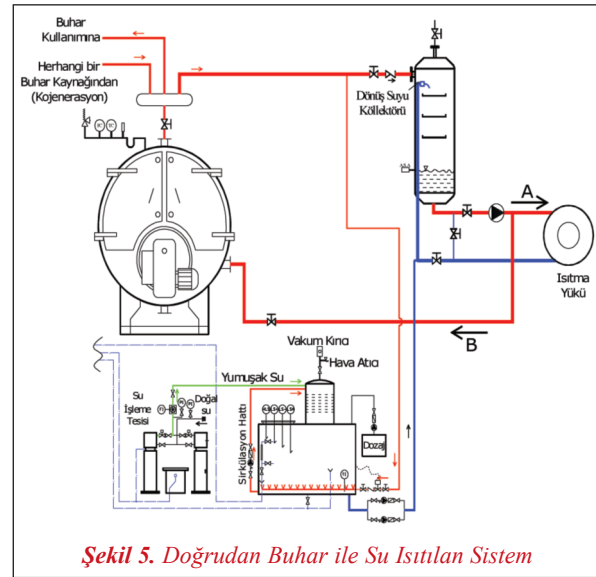 Buhar
Kullanımına
Herhangi bir
Buhar Kaynağından
(Kojenerasyon)
Dönüş Suyu
Köllektörü
A
Isıtma
Yükü
B
Vakum Kırıcı
Hava Atıcı
Yumuşak Su
Su
İşleme
Tesisi
Doğal
su
Sirkülasyon Hattı
Dozaj
Şekil 5. Doğrudan Buhar ile Su Isıtılan Sistem